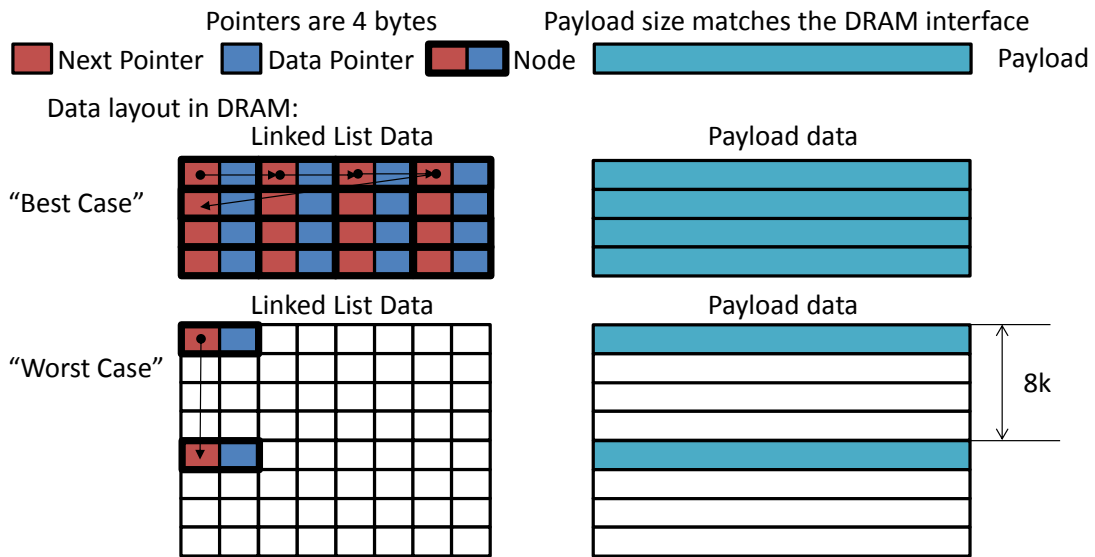 Pointers are 4 bytes
Payload size matches the DRAM interface
Next Pointer
Data Pointer
Node
Payload
Data layout in DRAM:
Linked List Data
Payload data
“Best Case”
Linked List Data
Payload data
“Worst Case”
8k